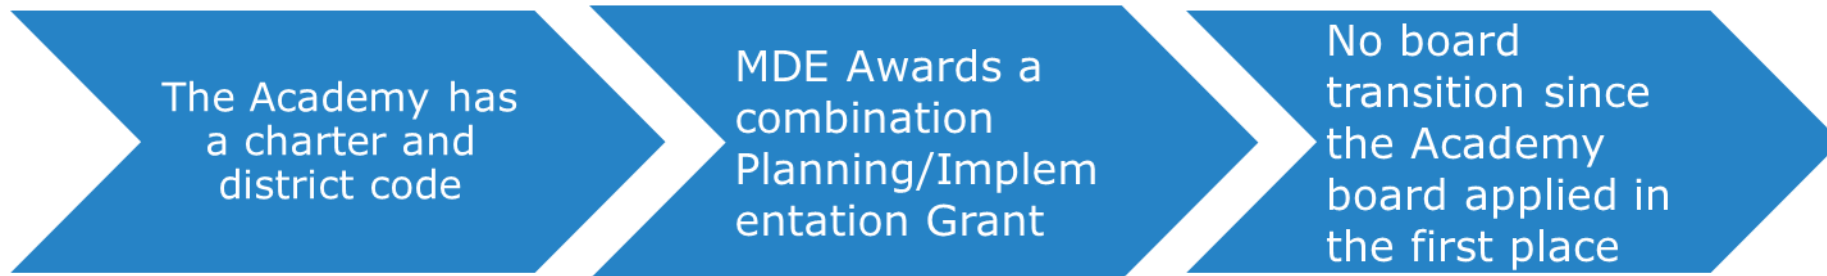 The Academy has
a charter and
district code
MDE Awards a
combination
Planning/Implem
entation Grant
No board
transition since
the Academy
board applied in
the first place